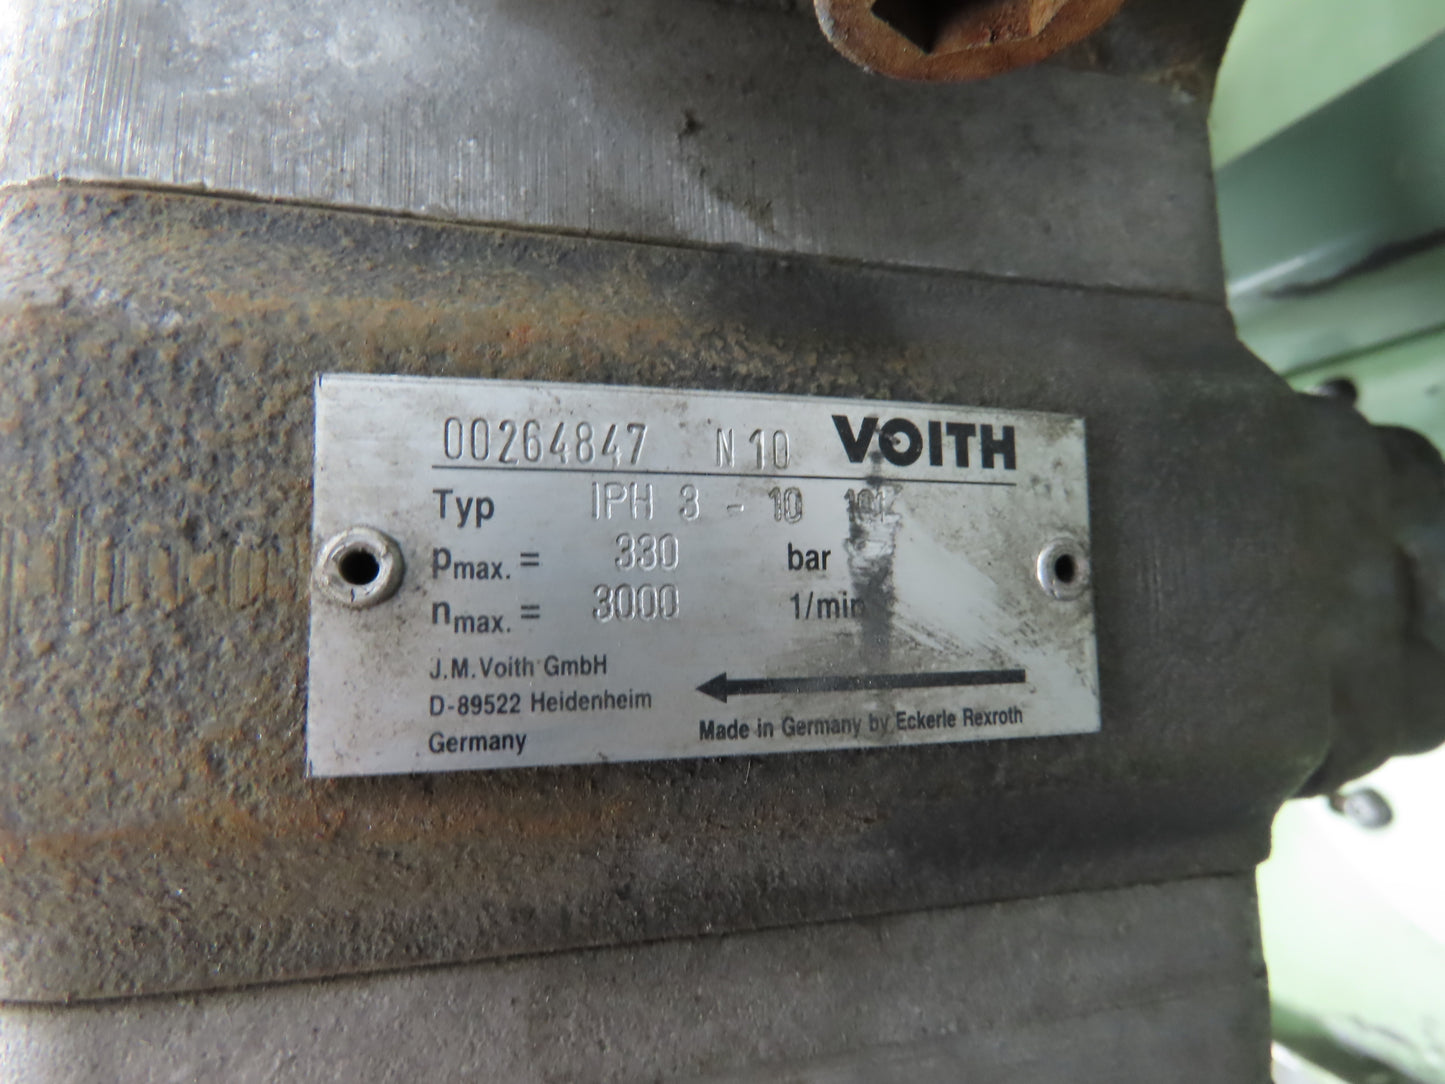 00264847 N10 VOITH
Typ IPH 3 - 10 101
pmax. = 330 bar
nmax. = 3000 1/min
J.M. Voith GmbH
D-89522 Heidenheim
Germany
Made in Germany by Eckerle Rexroth